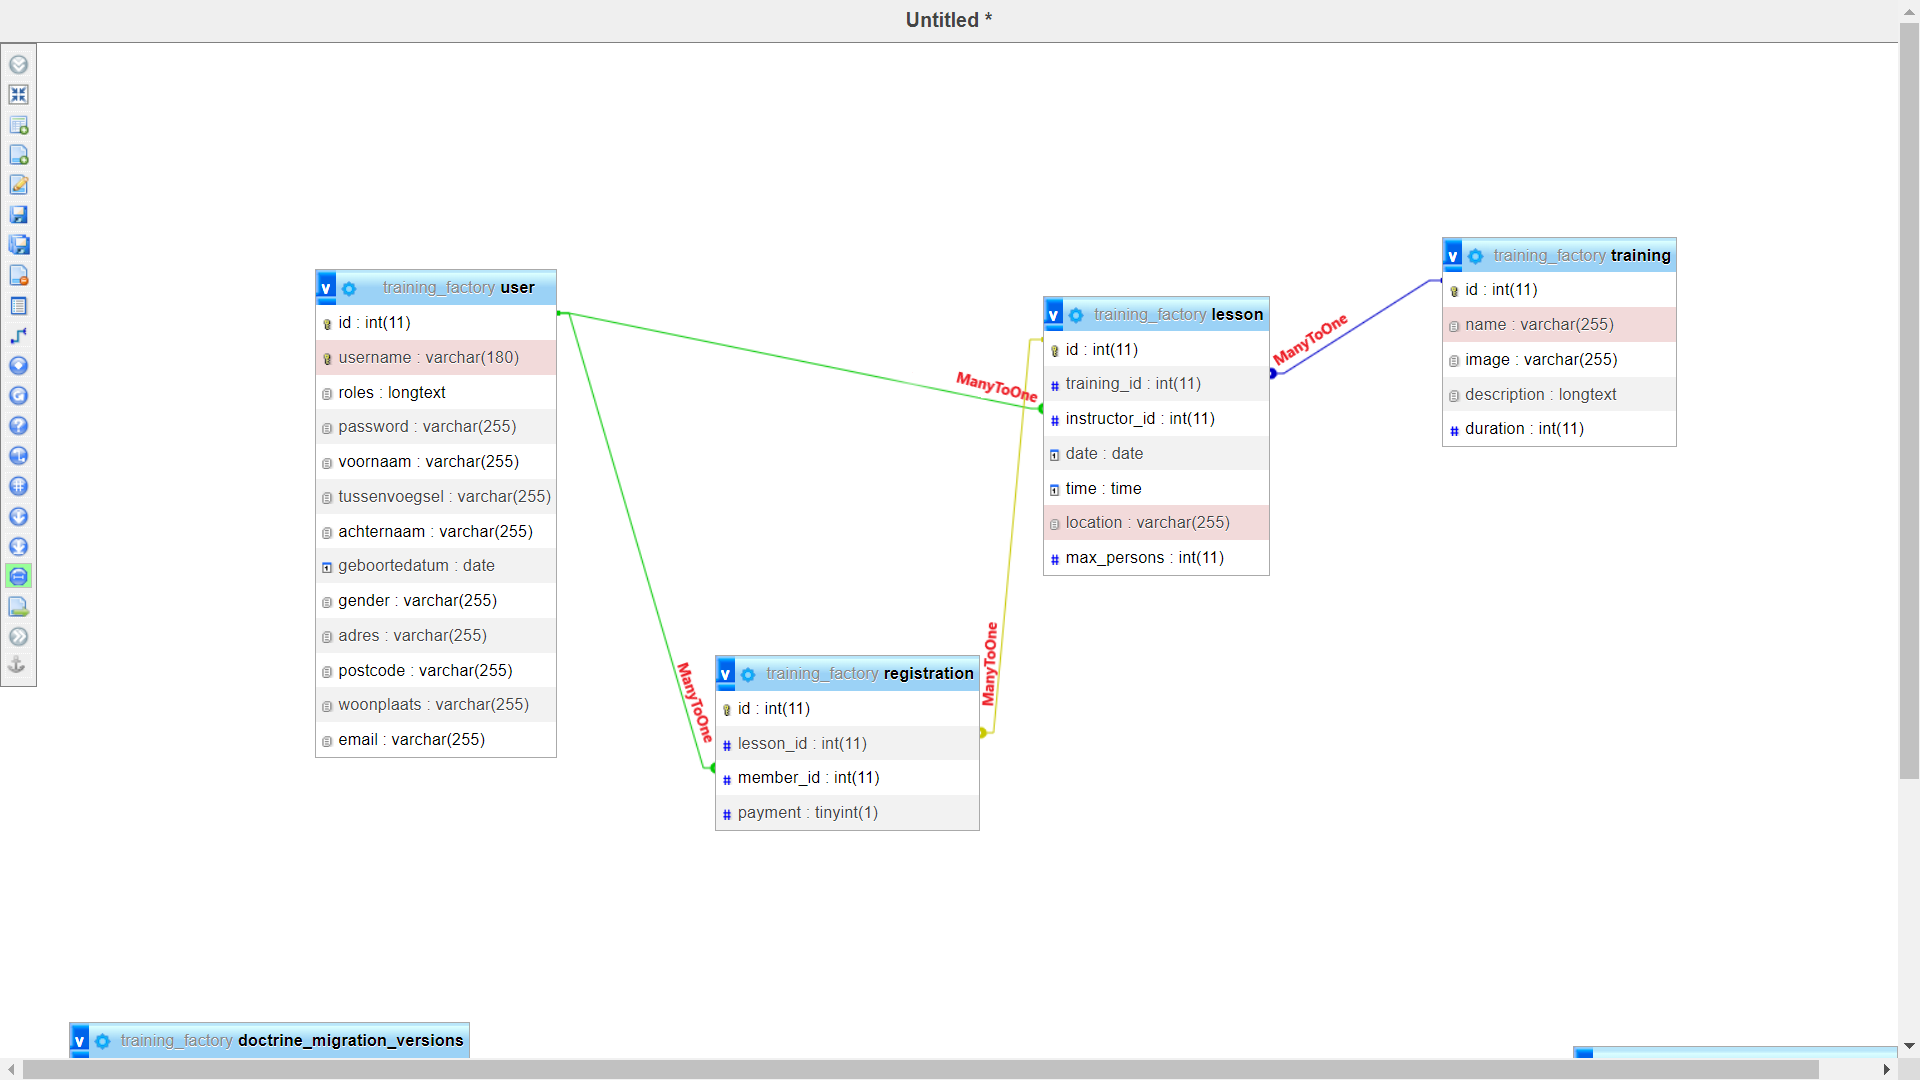 Untitled *
training_factory user
id : int(11)
username : varchar(180)
roles : longtext
password : varchar(255)
voornaam : varchar(255)
tussenvoegsel : varchar(255)
achternaam : varchar(255)
geboortedatum : date
gender : varchar(255)
adres : varchar(255)
postcode : varchar(255)
woonplaats : varchar(255)
email : varchar(255)
ManyToOne
training_factory registration
id : int(11)
lesson_id : int(11)
member_id : int(11)
payment : tinyint(1)
ManyToOne
ManyToOne
training_factory lesson
id : int(11)
training_id : int(11)
instructor_id : int(11)
date : date
time : time
location : varchar(255)
max_persons : int(11)
ManyToOne
training_factory training
id : int(11)
name : varchar(255)
image : varchar(255)
description : longtext
duration : int(11)
training_factory doctrine_migration_versions